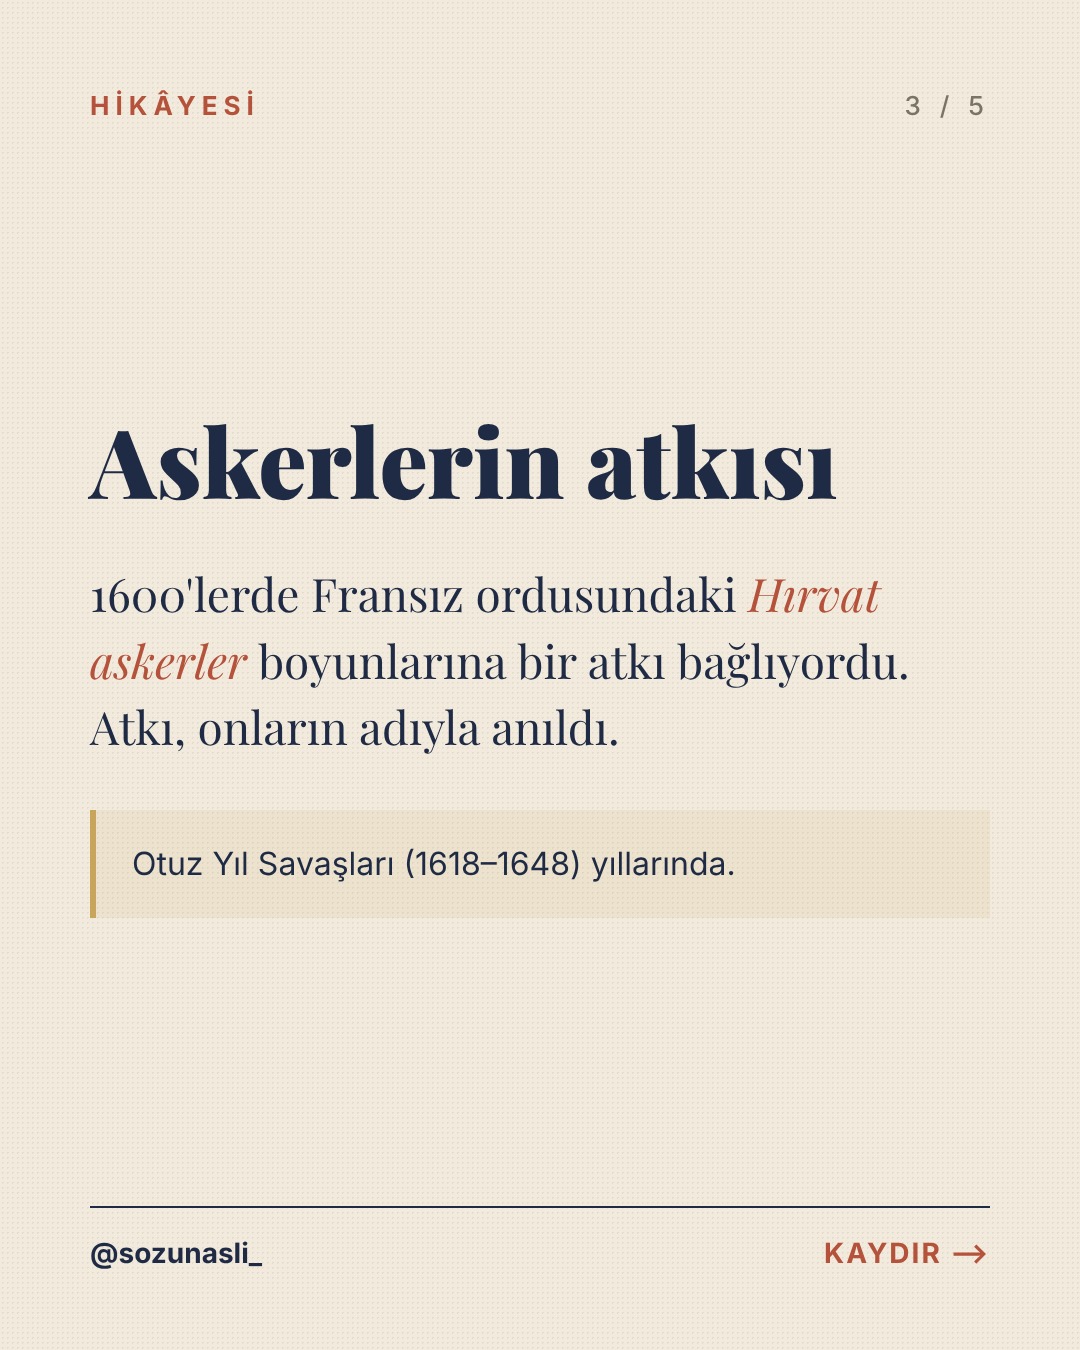 HİKÂYESİ
3 / 5
Askerlerin atkısı
1600'lerde Fransız ordusundaki Hırvat
askerler boyunlarına bir atkı bağlıyordu.
Atkı, onların adıyla anıldı.
Otuz Yıl Savaşları (1618–1648) yıllarında.
@sozunasli_
KAYDIR →